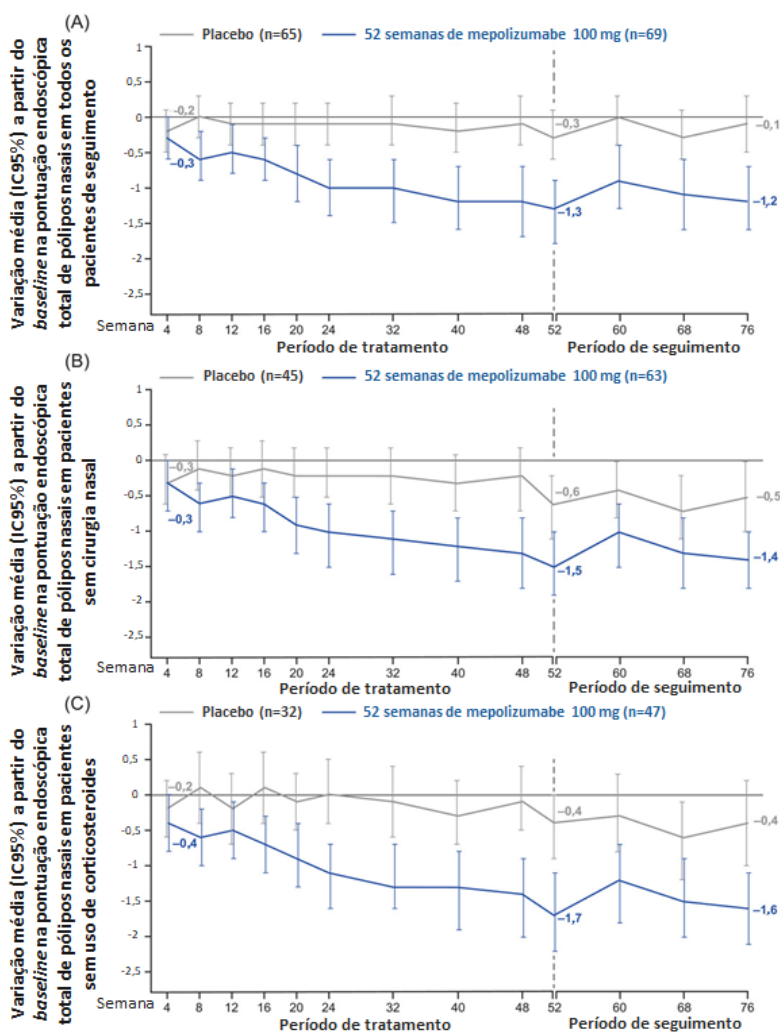 (A)
Placebo (n=65) 52 semanas de mepolizumabe 100 mg (n=69)
Variação média (IC95%) a partir do
baseline na pontuação endoscópica
total de pólipos nasais em todos os
pacientes de seguimento
1
0,5
0
-0,5
-1
-1,5
-2
-2,5
–0,2
–0,3
–0,3
–1,3
–0,1
–1,2
Semana
4 8 12 16 20 24 32 40 48 52 60 68 76
Período de tratamento Período de seguimento
(B)
Placebo (n=45) 52 semanas de mepolizumabe 100 mg (n=63)
Variação média (IC95%) a partir do
baseline na pontuação endoscópica
total de pólipos nasais em pacientes
sem cirurgia nasal
1
0,5
0
-0,5
-1
-1,5
-2
-2,5
–0,3
–0,3
–0,6
–1,5
–0,5
–1,4
Semana
4 8 12 16 20 24 32 40 48 52 60 68 76
Período de tratamento Período de seguimento
(C)
Placebo (n=32) 52 semanas de mepolizumabe 100 mg (n=47)
Variação média (IC95%) a partir do
baseline na pontuação endoscópica
total de pólipos nasais em pacientes
sem uso de corticosteroides
1
0,5
0
-0,5
-1
-1,5
-2
-2,5
–0,2
–0,4
–0,4
–1,7
–0,4
–1,6
Semana
4 8 12 16 20 24 32 40 48 52 60 68 76
Período de tratamento Período de seguimento